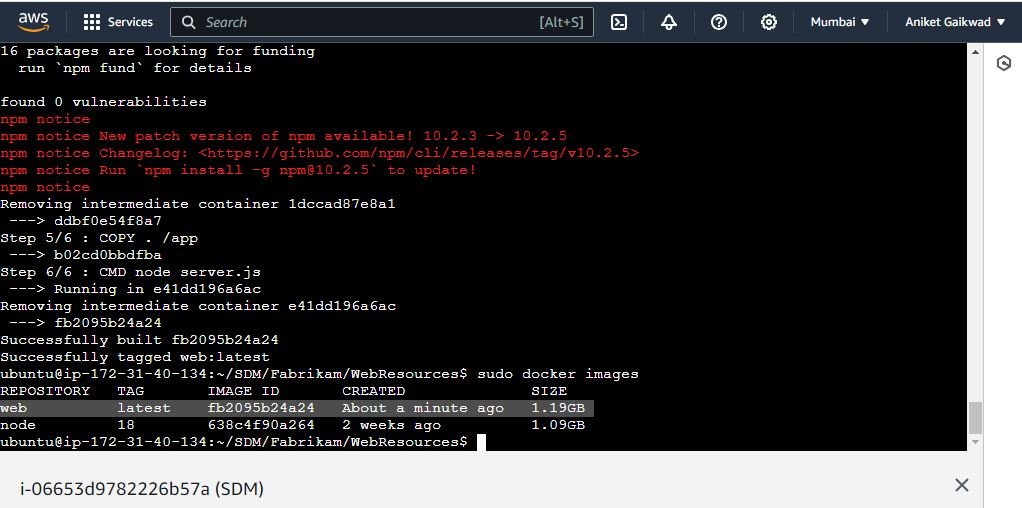 aws Services Search [Alt+S] Mumbai Aniket Gaikwad
16 packages are looking for funding
  run `npm fund` for details
found 0 vulnerabilities
npm notice
npm notice New patch version of npm available! 10.2.3 -> 10.2.5
npm notice Changelog: <https://github.com/npm/cli/releases/tag/v10.2.5>
npm notice Run `npm install -g npm@10.2.5` to update!
npm notice
Removing intermediate container 1dccad87e8a1
 ---> ddbf0e54f8a7
Step 5/6 : COPY . /app
 ---> b02cd0bbdfba
Step 6/6 : CMD node server.js
 ---> Running in e41dd196a6ac
Removing intermediate container e41dd196a6ac
 ---> fb2095b24a24
Successfully built fb2095b24a24
Successfully tagged web:latest
ubuntu@ip-172-31-40-134:~/SDM/Fabrikam/WebResources$ sudo docker images
REPOSITORY   TAG       IMAGE ID       CREATED              SIZE
web          latest    fb2095b24a24   About a minute ago   1.19GB
node         18        638c4f90a264   2 weeks ago          1.09GB
ubuntu@ip-172-31-40-134:~/SDM/Fabrikam/WebResources$
i-06653d9782226b57a (SDM)